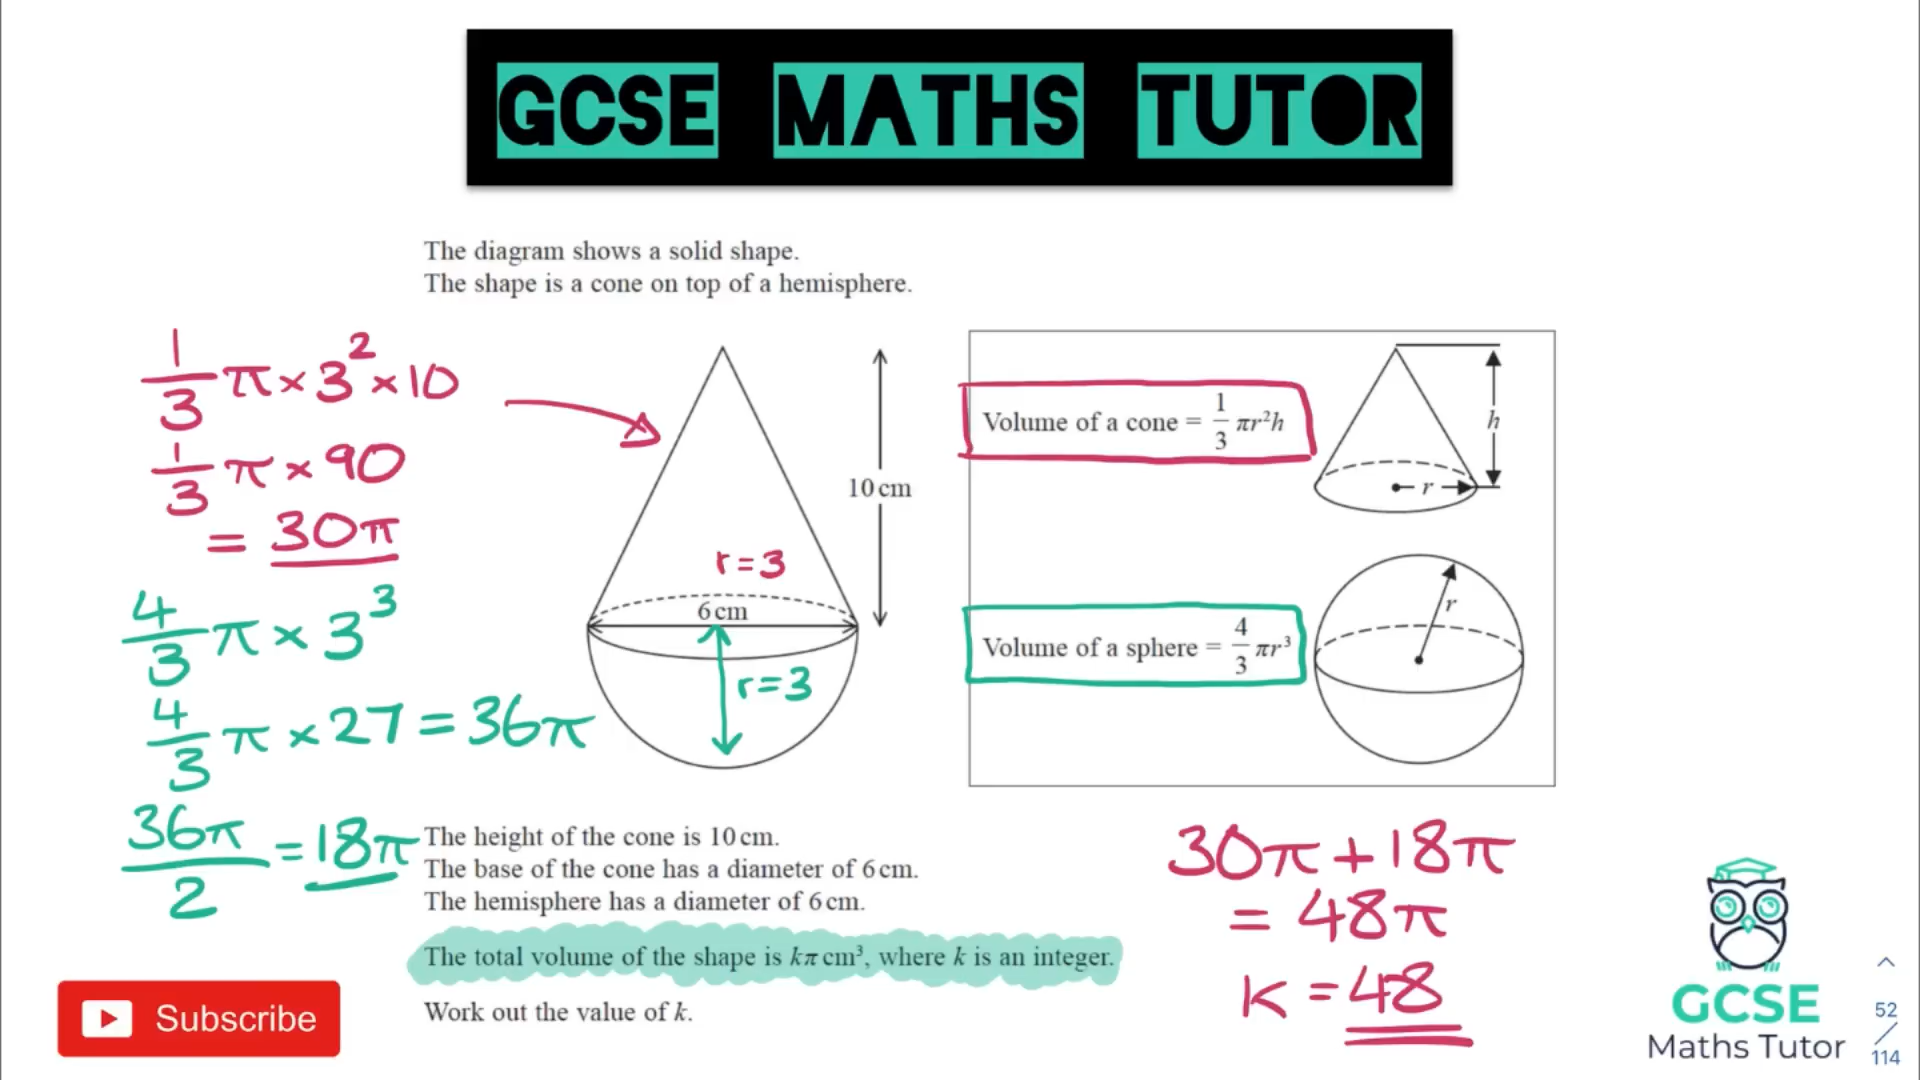 GCSE MATHS TUTOR
The diagram shows a solid shape.
The shape is a cone on top of a hemisphere.
1/3 π × 3² × 10
1/3 π × 90
= 30π
4/3 π × 3³
4/3 π × 27 = 36π
36π/2 = 18π
10 cm
r = 3
6 cm
r = 3
Volume of a cone = 1/3 πr²h
h
r
Volume of a sphere = 4/3 πr³
r
The height of the cone is 10 cm.
The base of the cone has a diameter of 6 cm.
The hemisphere has a diameter of 6 cm.
The total volume of the shape is kπ cm³, where k is an integer.
Work out the value of k.
30π + 18π
= 48π
K = 48
Subscribe
GCSE
Maths Tutor
52
/
114